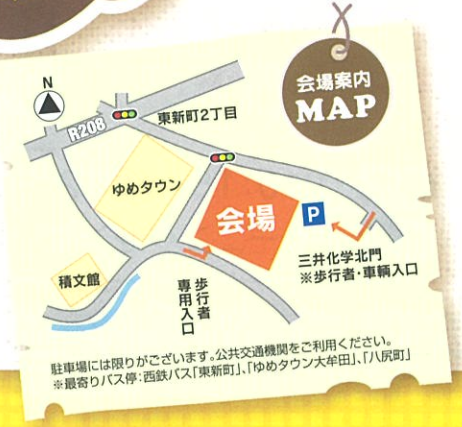 会場案内
MAP
N
R208
東新町2丁目
ゆめタウン
会場
P
三井化学北門
※歩行者・車輌入口
積文館
歩行者
専用入口
駐車場には限りがございます。公共交通機関をご利用ください。
※最寄りバス停:西鉄バス「東新町」、「ゆめタウン大牟田」、「八尻町」